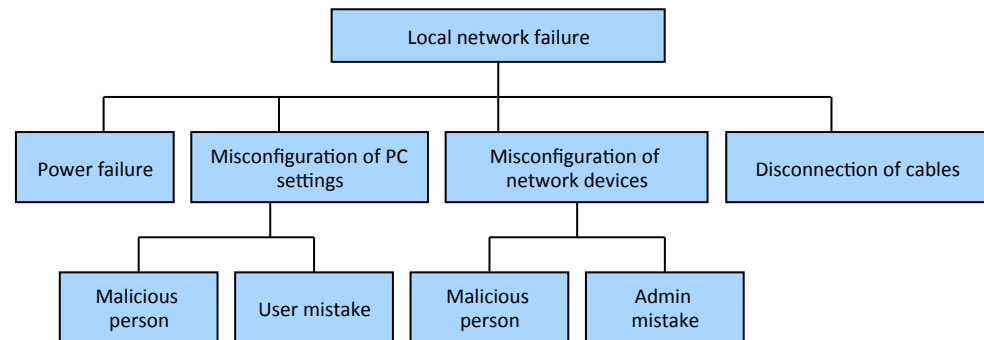 Local network failure
Power failure
Misconfiguration of PC
settings
Misconfiguration of
network devices
Disconnection of cables
Malicious
person
User mistake
Malicious
person
Admin
mistake